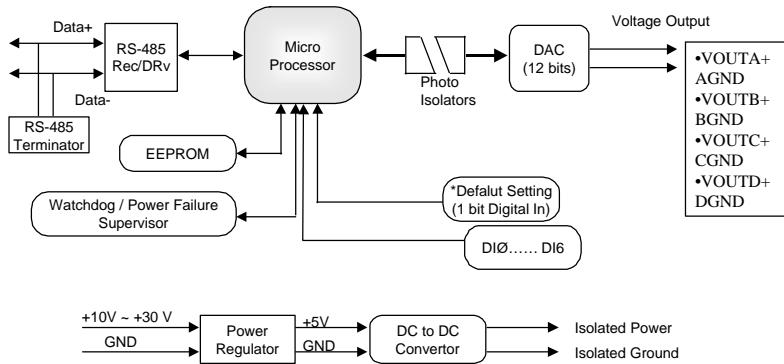 Data+
RS-485
Rec/DRv
Data-
RS-485
Terminator
Micro
Processor
Photo
Isolators
DAC
(12 bits)
Voltage Output
•VOUTA+
AGND
•VOUTB+
BGND
•VOUTC+
CGND
•VOUTD+
DGND
EEPROM
Watchdog / Power Failure
Supervisor
*Defalut Setting
(1 bit Digital In)
DIØ...... DI6
+10V ~ +30 V
GND
Power
Regulator
+5V
GND
DC to DC
Convertor
Isolated Power
Isolated Ground